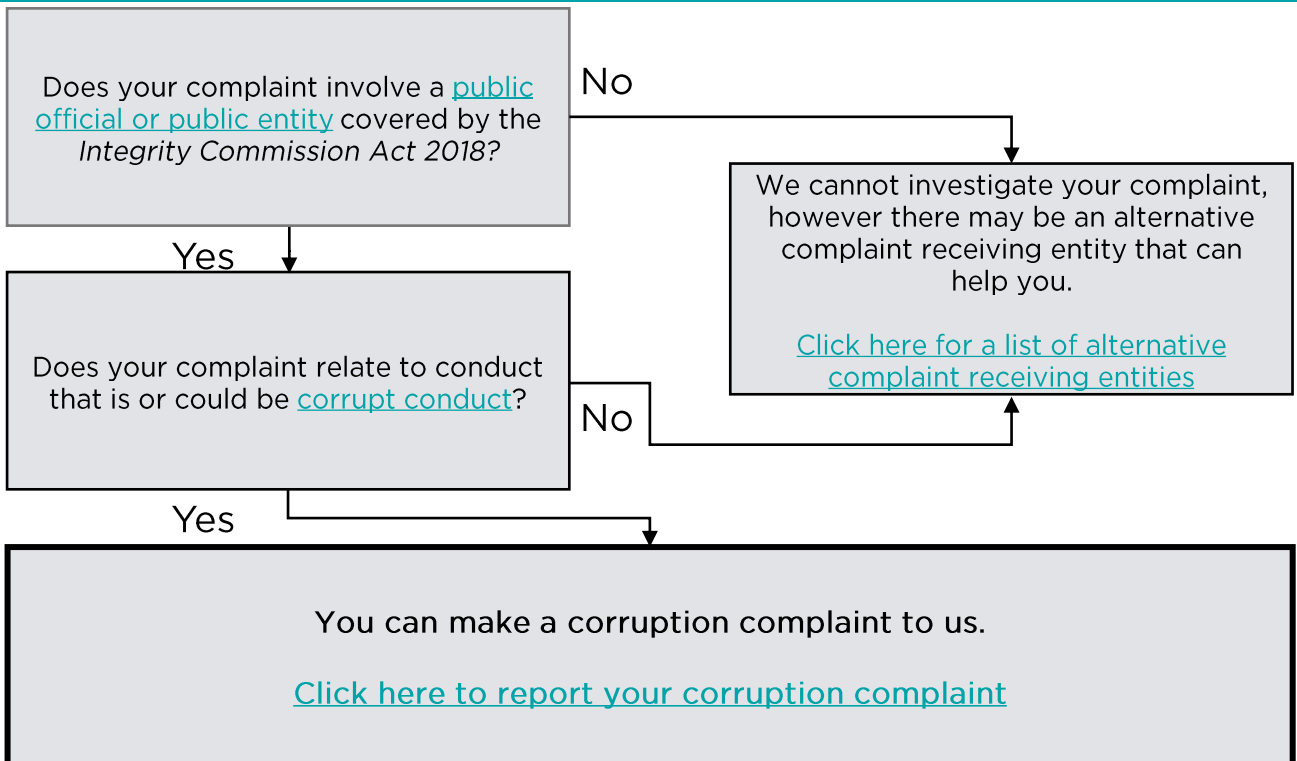 Does your complaint involve a public
official or public entity covered by the
Integrity Commission Act 2018?
No
We cannot investigate your complaint,
however there may be an alternative
complaint receiving entity that can
help you.
Click here for a list of alternative
complaint receiving entities
Yes
Does your complaint relate to conduct
that is or could be corrupt conduct?
No
Yes
You can make a corruption complaint to us.
Click here to report your corruption complaint